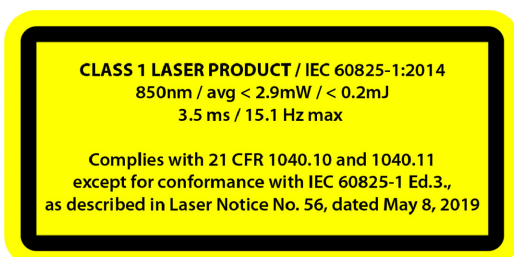 CLASS 1 LASER PRODUCT / IEC 60825-1:2014
850nm / avg < 2.9mW / < 0.2mJ
3.5 ms / 15.1 Hz max
Complies with 21 CFR 1040.10 and 1040.11
except for conformance with IEC 60825-1 Ed.3.,
as described in Laser Notice No. 56, dated May 8, 2019